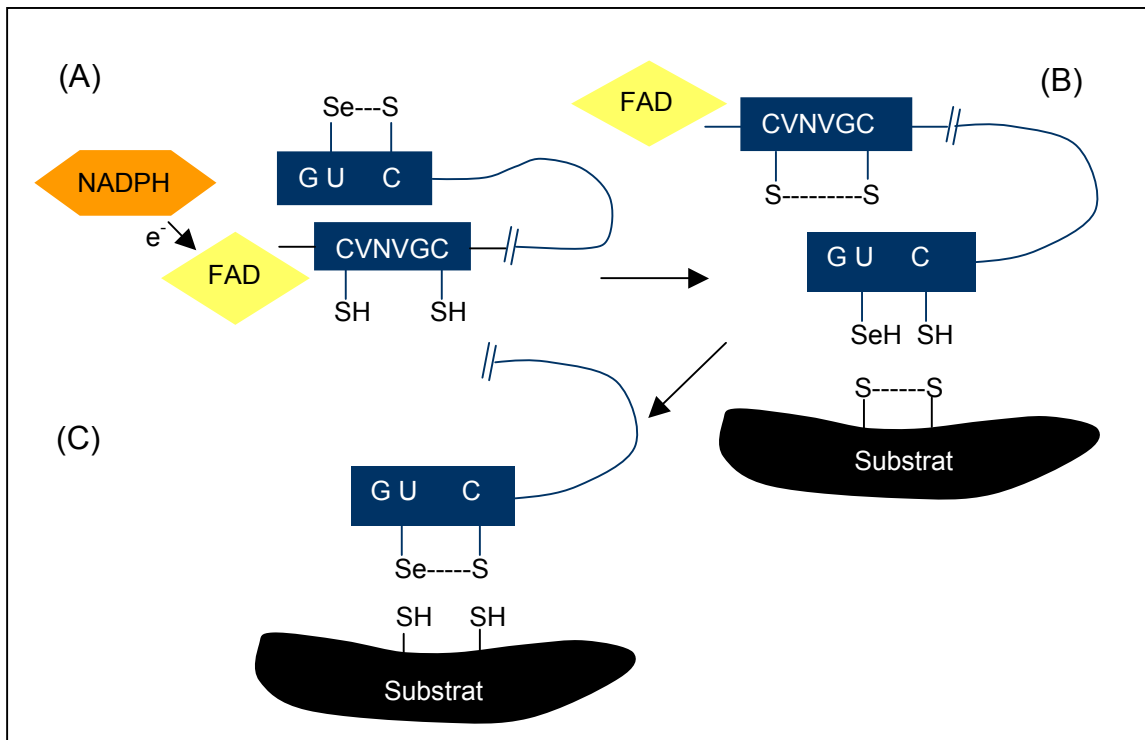 (A)
Se---S
G U C
NADPH
e-
CVNVGC
FAD
SH SH
(B)
FAD
CVNVGC
S----------S
G U C
SeH SH
S------S
Substrat
(C)
G U C
Se-----S
SH SH
Substrat